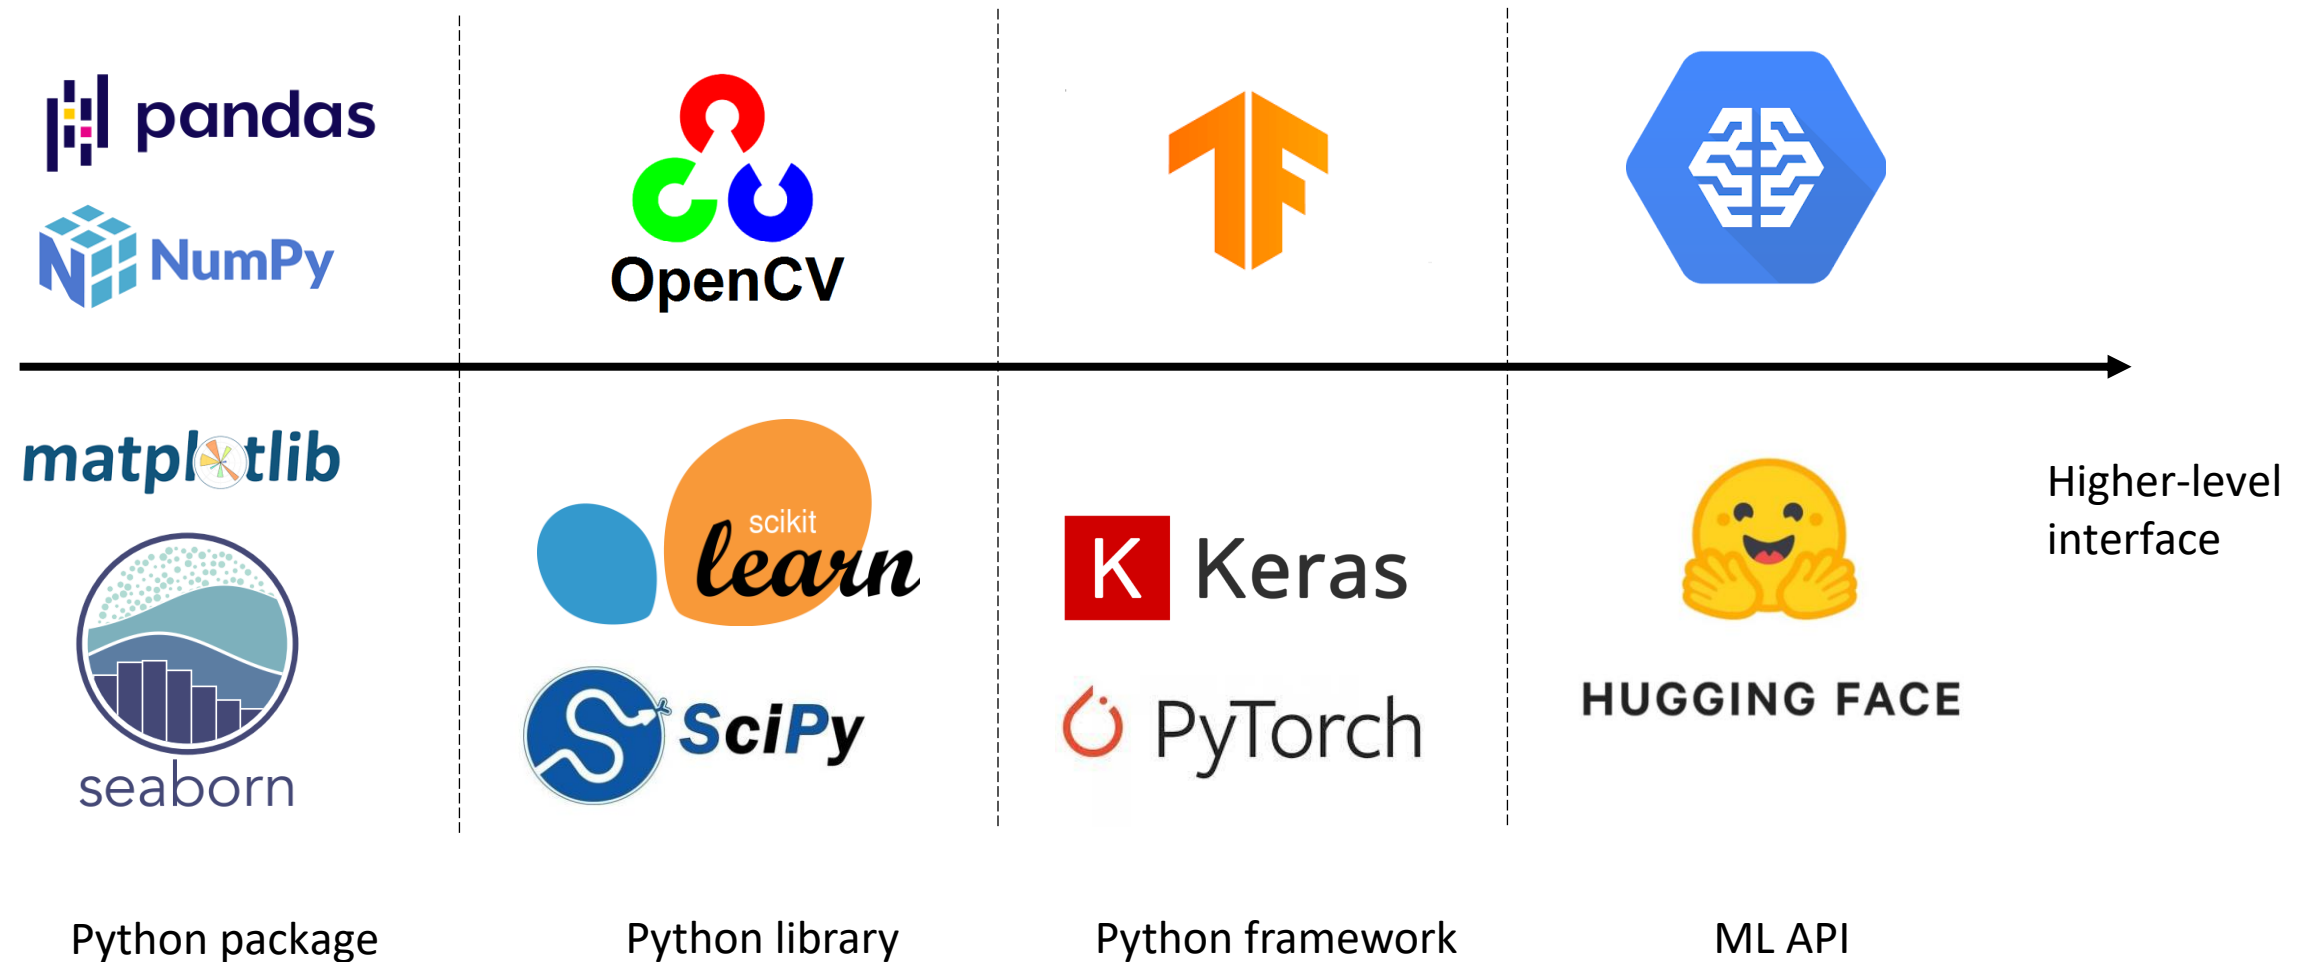 pandas
NumPy
OpenCV
TF
matplotlib
seaborn
scikit
learn
SciPy
K Keras
PyTorch
HUGGING FACE
Higher-level
interface
Python package
Python library
Python framework
ML API